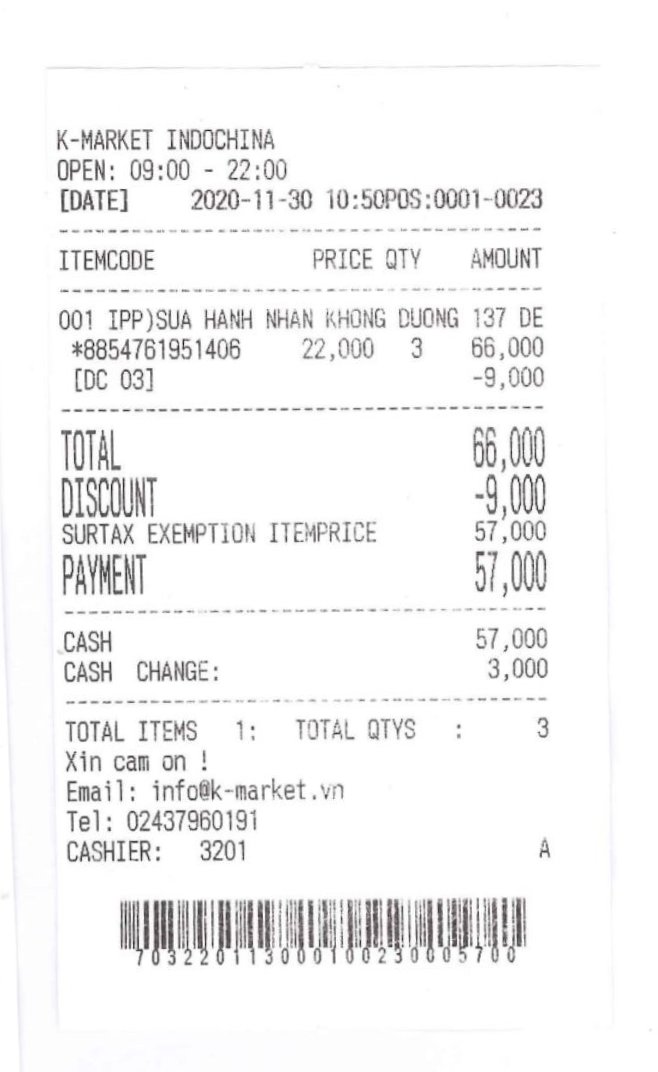 K-MARKET INDOCHINA
OPEN: 09:00 - 22:00
[DATE] 2020-11-30 10:50POS:0001-0023
ITEMCODE PRICE QTY AMOUNT
001 IPP)SUA HANH NHAN KHONG DUONG 137 DE
*8854761951406 22,000 3 66,000
[DC 03] -9,000
TOTAL 66,000
DISCOUNT -9,000
SURTAX EXEMPTION ITEMPRICE 57,000
PAYMENT 57,000
CASH 57,000
CASH CHANGE: 3,000
TOTAL ITEMS 1: TOTAL QTYS : 3
Xin cam on !
Email: info@k-market.vn
Tel: 02437960191
CASHIER: 3201 A
703220113000100230005700